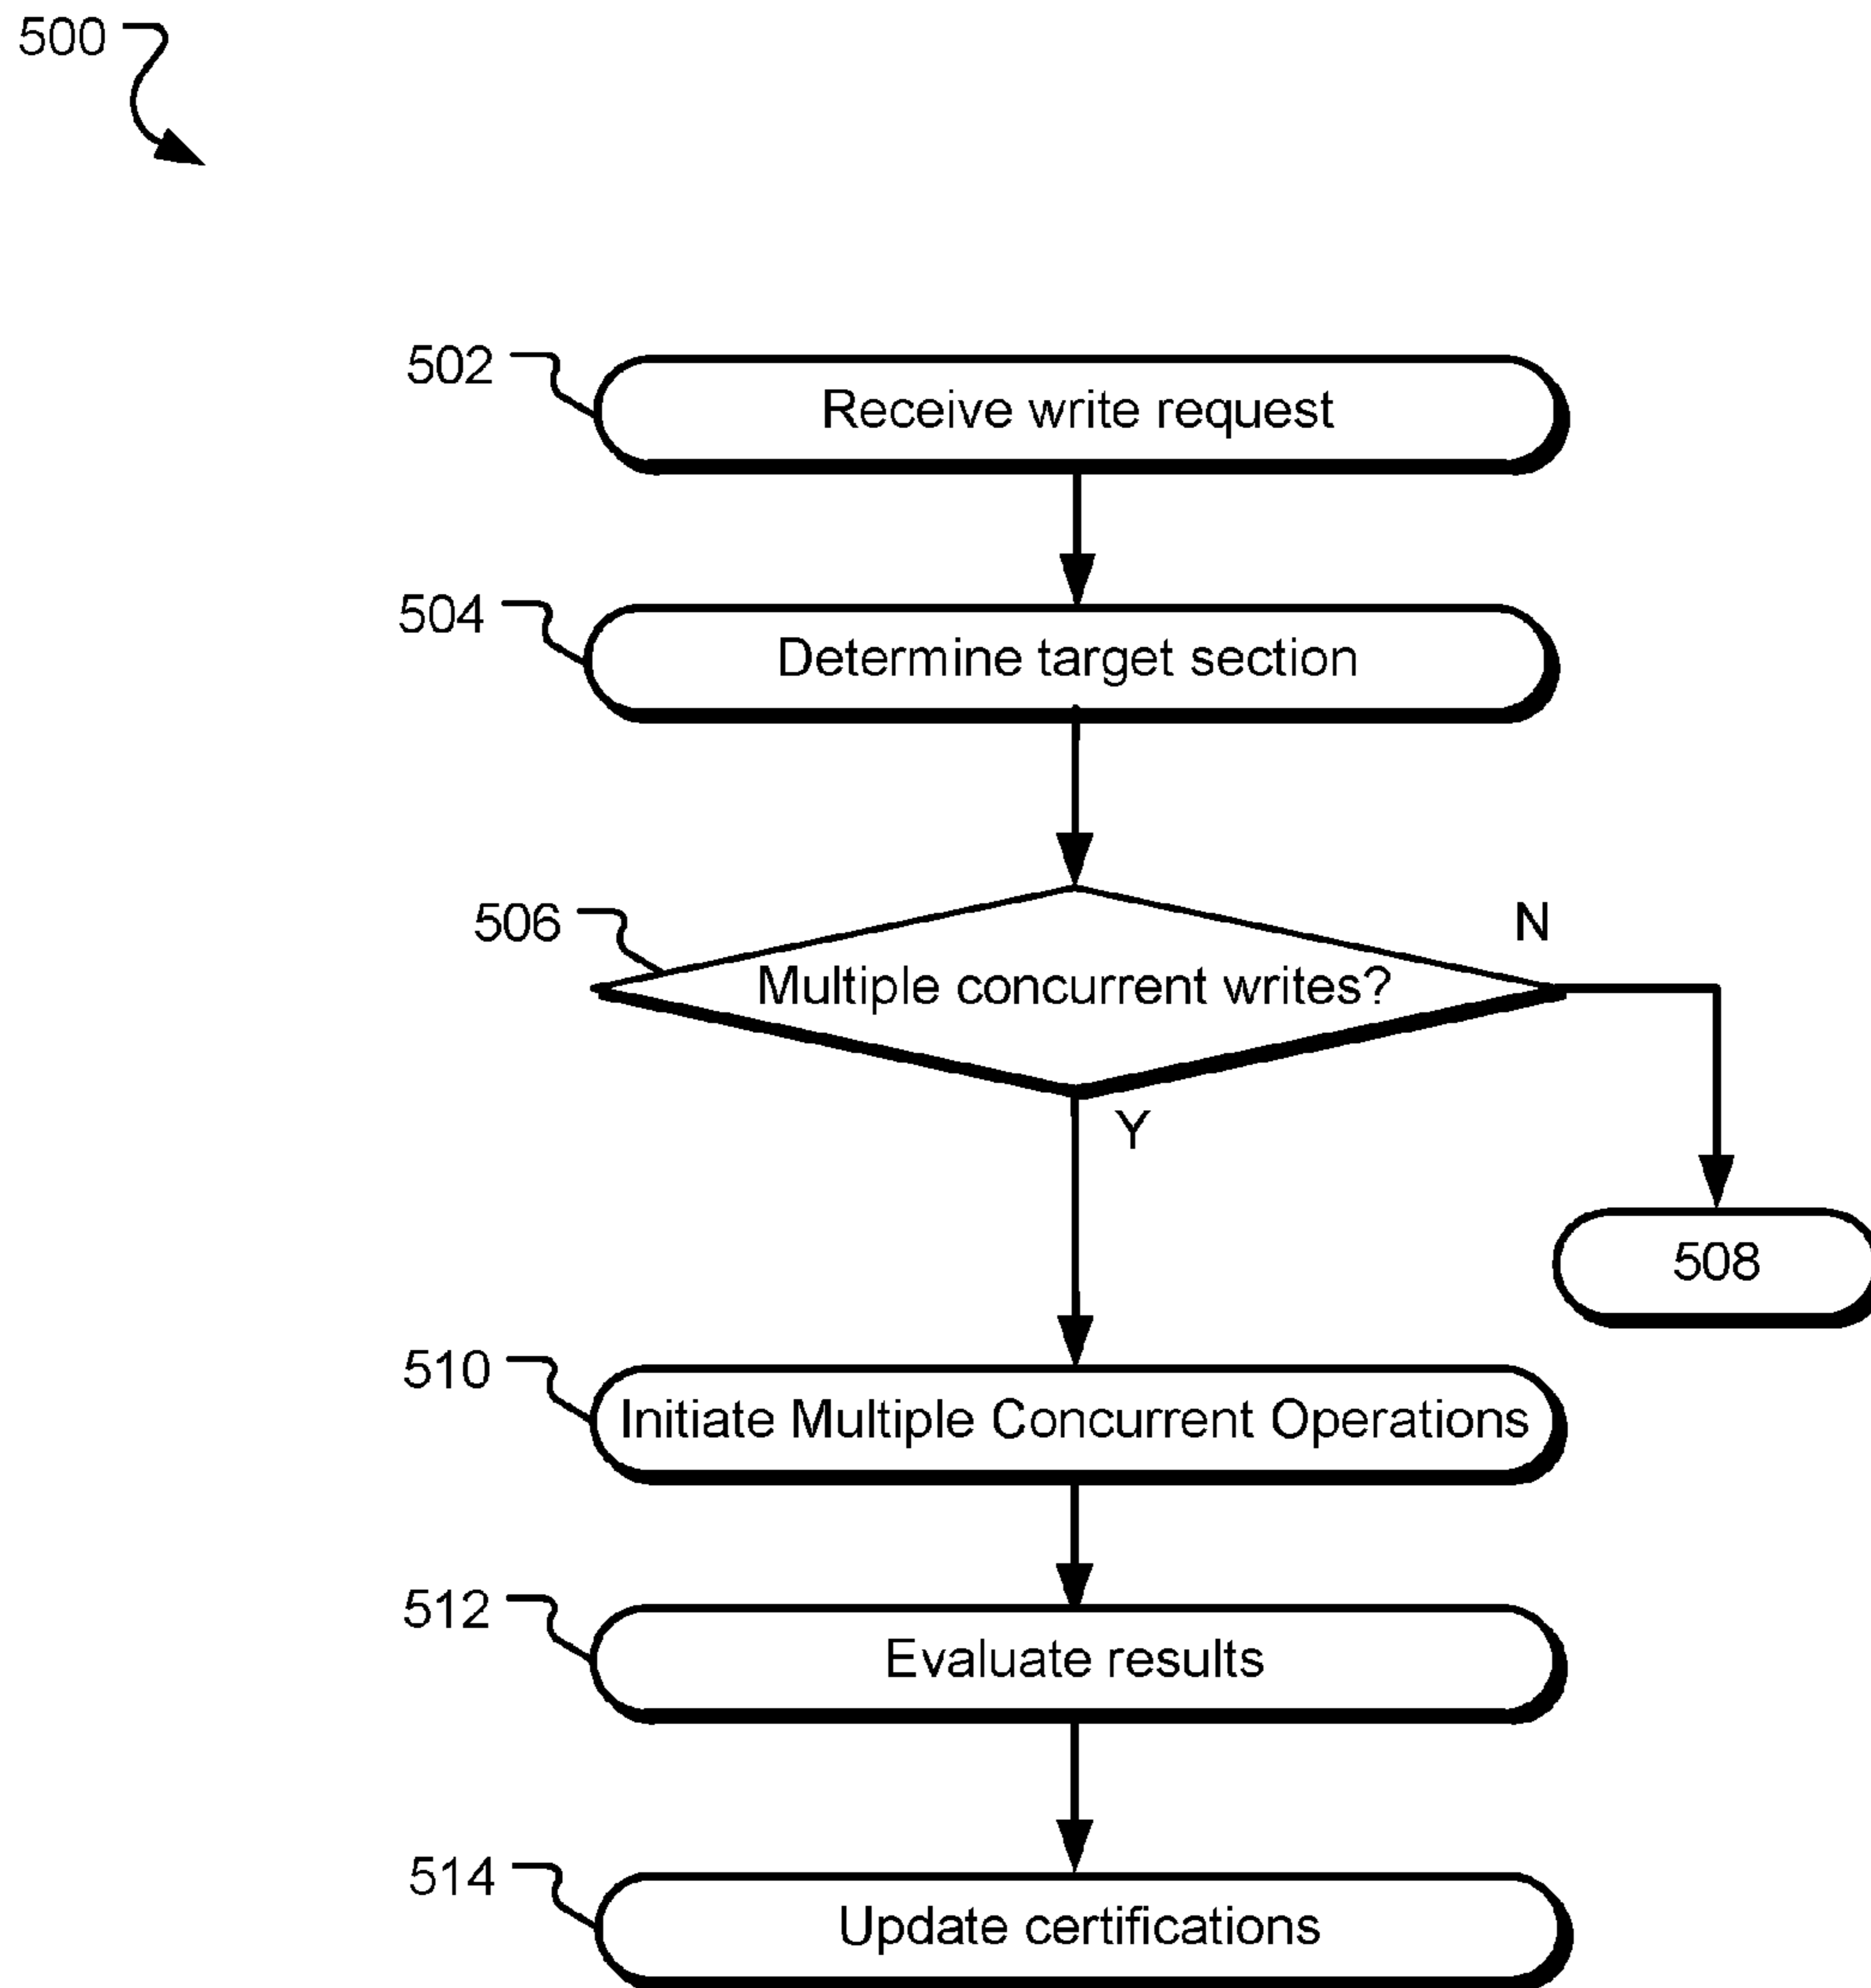 500
502
Receive write request
504
Determine target section
506
Multiple concurrent writes?
N
Y
508
510
Initiate Multiple Concurrent Operations
512
Evaluate results
514
Update certifications